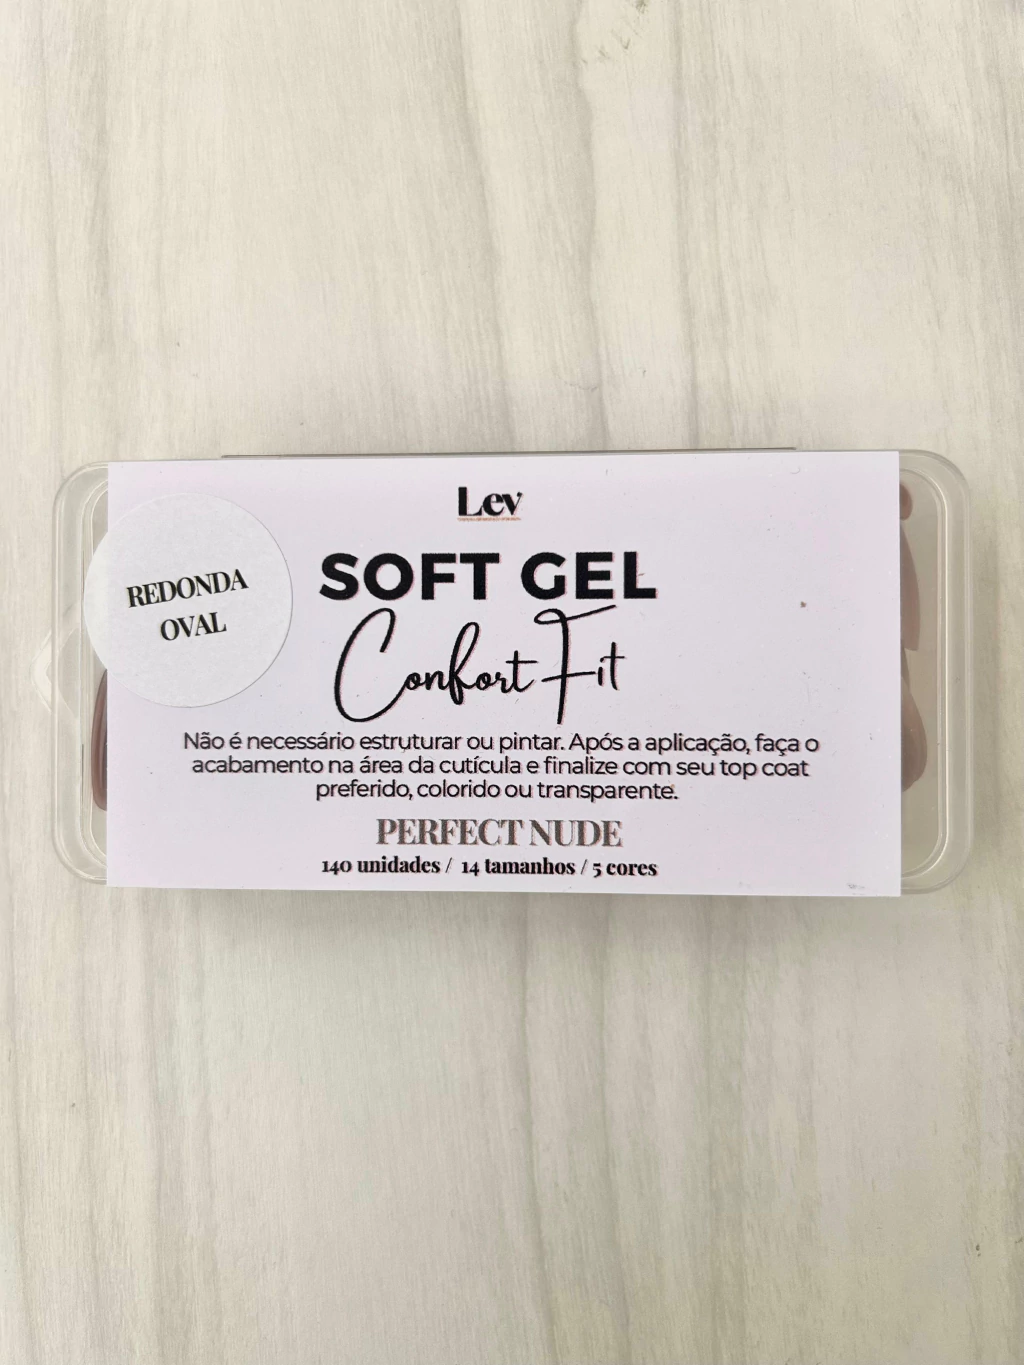 Lev
REDONDA
OVAL
SOFT GEL
Confort Fit
Não é necessário estruturar ou pintar. Após a aplicação, faça o
acabamento na área da cutícula e finalize com seu top coat
preferido, colorido ou transparente.
PERFECT NUDE
140 unidades / 14 tamanhos / 5 cores